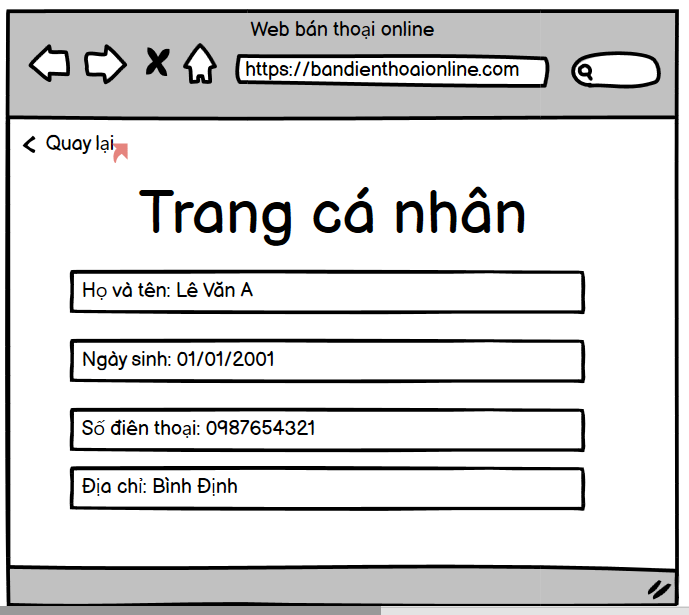 Web bán thoại online
https://bandienthoaionline.com
Quay lại
Trang cá nhân
Họ và tên: Lê Văn A
Ngày sinh: 01/01/2001
Số điên thoại: 0987654321
Địa chỉ: Bình Định